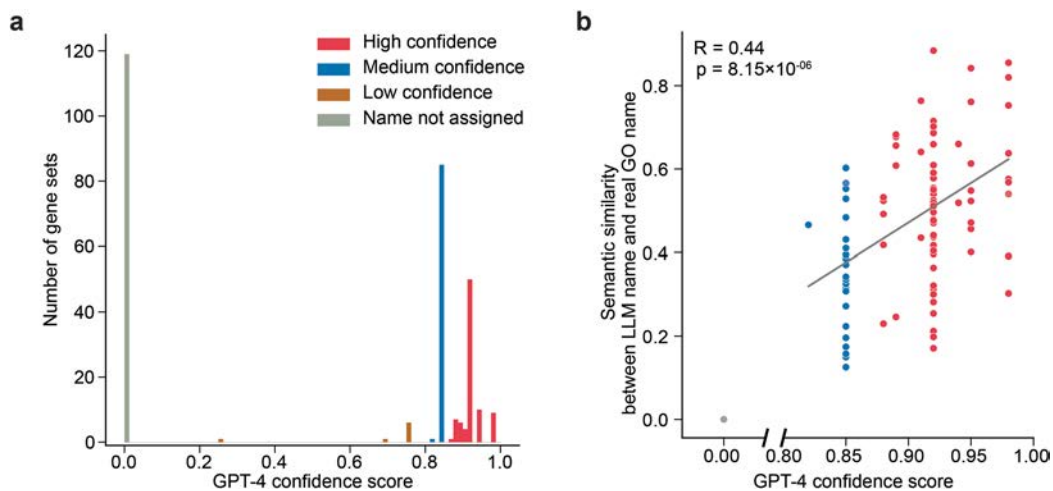 a
120
100
80
60
40
20
0
Number of gene sets
High confidence
Medium confidence
Low confidence
Name not assigned
0.0 0.2 0.4 0.6 0.8 1.0
GPT-4 confidence score
b
R = 0.44
p = 8.15×10⁻⁰⁶
0.8
0.6
0.4
0.2
0.0
Semantic similarity
between LLM name and real GO name
0.00 0.80 0.85 0.90 0.95 1.00
GPT-4 confidence score